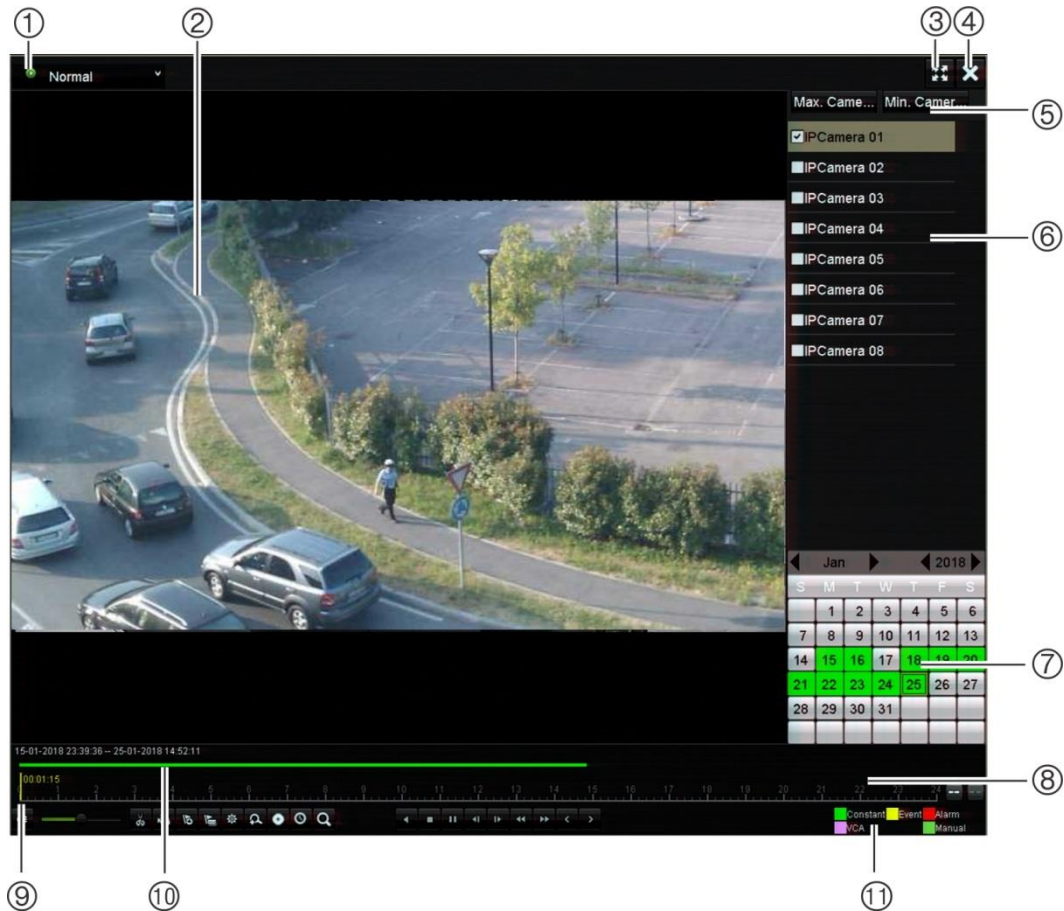 ① ② ③ ④
Normal
Max. Came... Min. Camer...
⑤
IPCamera 01
IPCamera 02
IPCamera 03
IPCamera 04
⑥
IPCamera 05
IPCamera 06
IPCamera 07
IPCamera 08
Jan 2018
S M T W T F S
1 2 3 4 5 6
7 8 9 10 11 12 13
14 15 16 17 18 19 20
⑦
21 22 23 24 25 26 27
28 29 30 31
15-01-2018 23:39:36 -- 25-01-2018 14:52:11
00:01:15
⑧
0 1 2 3 4 5 6 7 8 9 10 11 12 13 14 15 16 17 18 19 20 21 22 23 24
Constant Event Alarm
VCA Manual
⑨ ⑩ ⑪